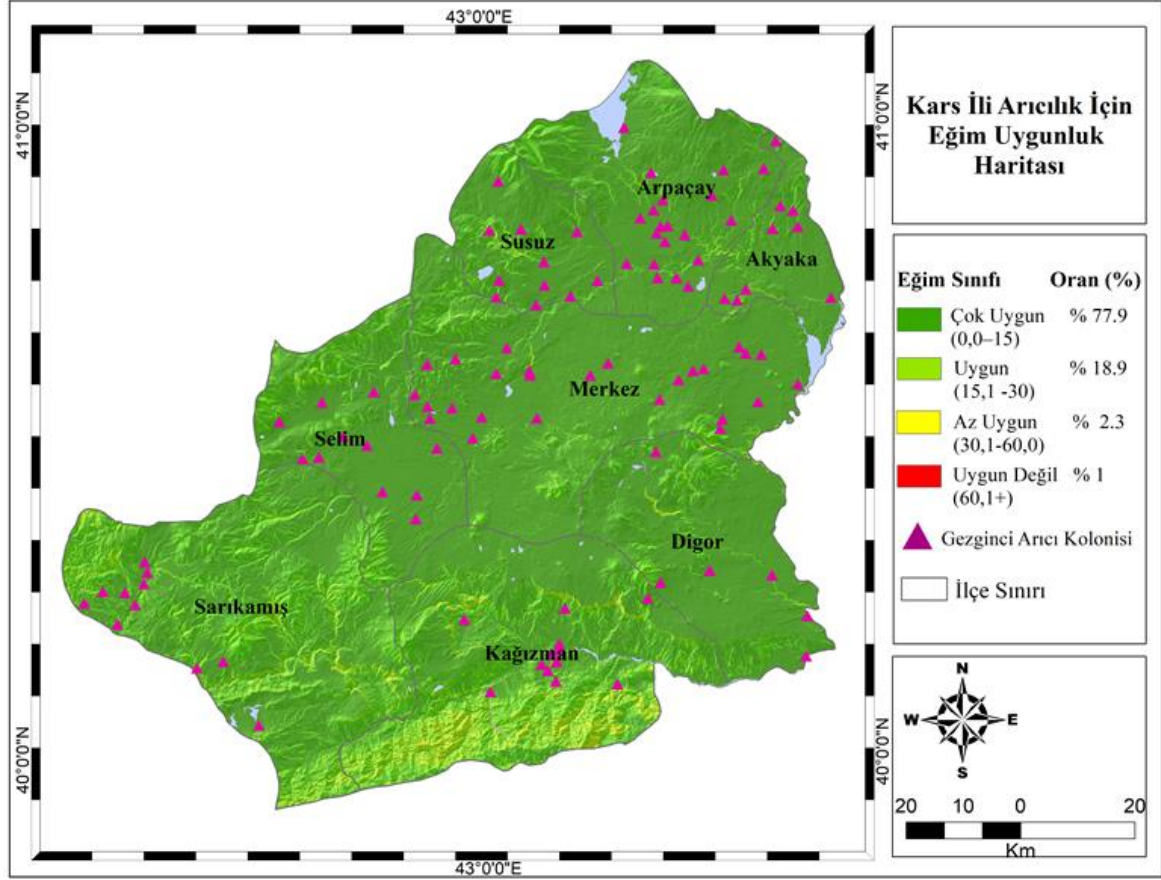 43°0'0"E
41°0'0"N
41°0'0"N
40°0'0"N
40°0'0"N
43°0'0"E
Arpaçay
Susuz
Akyaka
Merkez
Selim
Digor
Sarıkamış
Kağızman
Kars İli Arıcılık İçin
Eğim Uygunluk
Haritası
Eğim Sınıfı Oran (%)
Çok Uygun % 77.9
(0,0–15)
Uygun % 18.9
(15,1 -30)
Az Uygun % 2.3
(30,1-60,0)
Uygun Değil % 1
(60,1+)
Gezginci Arıcı Kolonisi
İlçe Sınırı
N
W E
S
20 10 0 20
Km